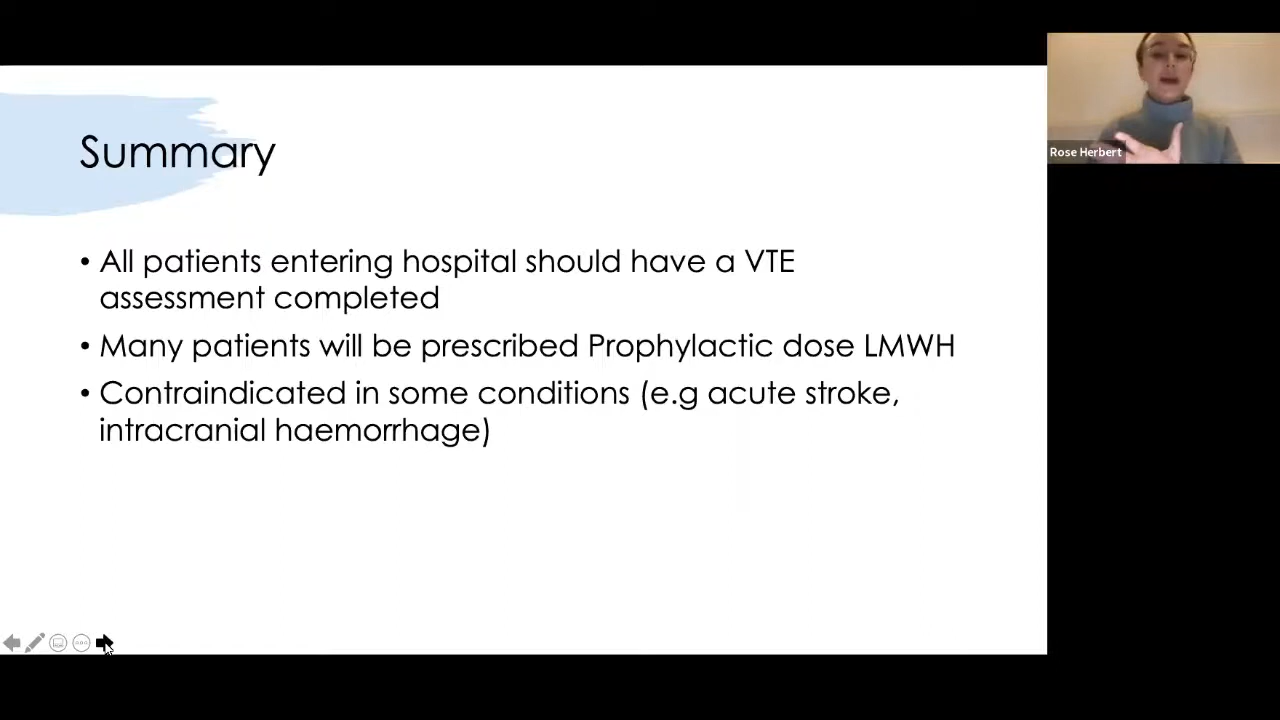 Summary
• All patients entering hospital should have a VTE
assessment completed
• Many patients will be prescribed Prophylactic dose LMWH
• Contraindicated in some conditions (e.g acute stroke,
intracranial haemorrhage)
Rose Herbert